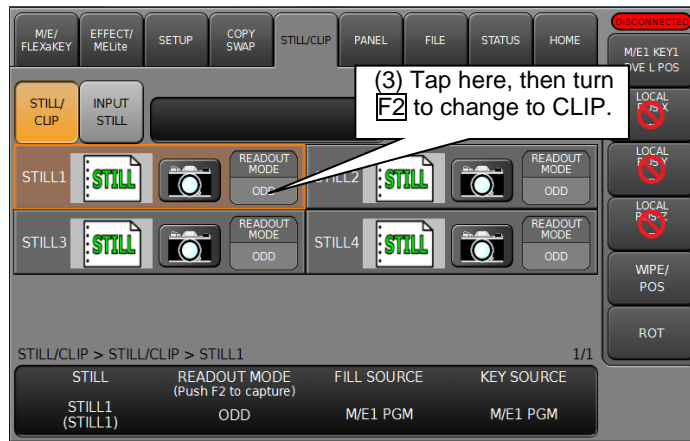 M/E/
FLEXaKEY
EFFECT/
MELite
SETUP
COPY
SWAP
STILL/CLIP
PANEL
FILE
STATUS
HOME
DISCONNECTED
M/E1 KEY1
DVE L POS
(3) Tap here, then turn
F2 to change to CLIP.
STILL/
CLIP
INPUT
STILL
LOCAL
POS X
LOCAL
POS Y
LOCAL
POS Z
WIPE/
POS
ROT
STILL1
STILL
READOUT
MODE
ODD
STILL2
STILL
READOUT
MODE
ODD
STILL3
STILL
READOUT
MODE
ODD
STILL4
STILL
READOUT
MODE
ODD
STILL/CLIP > STILL/CLIP > STILL1
1/1
STILL
STILL1
(STILL1)
READOUT MODE
(Push F2 to capture)
ODD
FILL SOURCE
M/E1 PGM
KEY SOURCE
M/E1 PGM